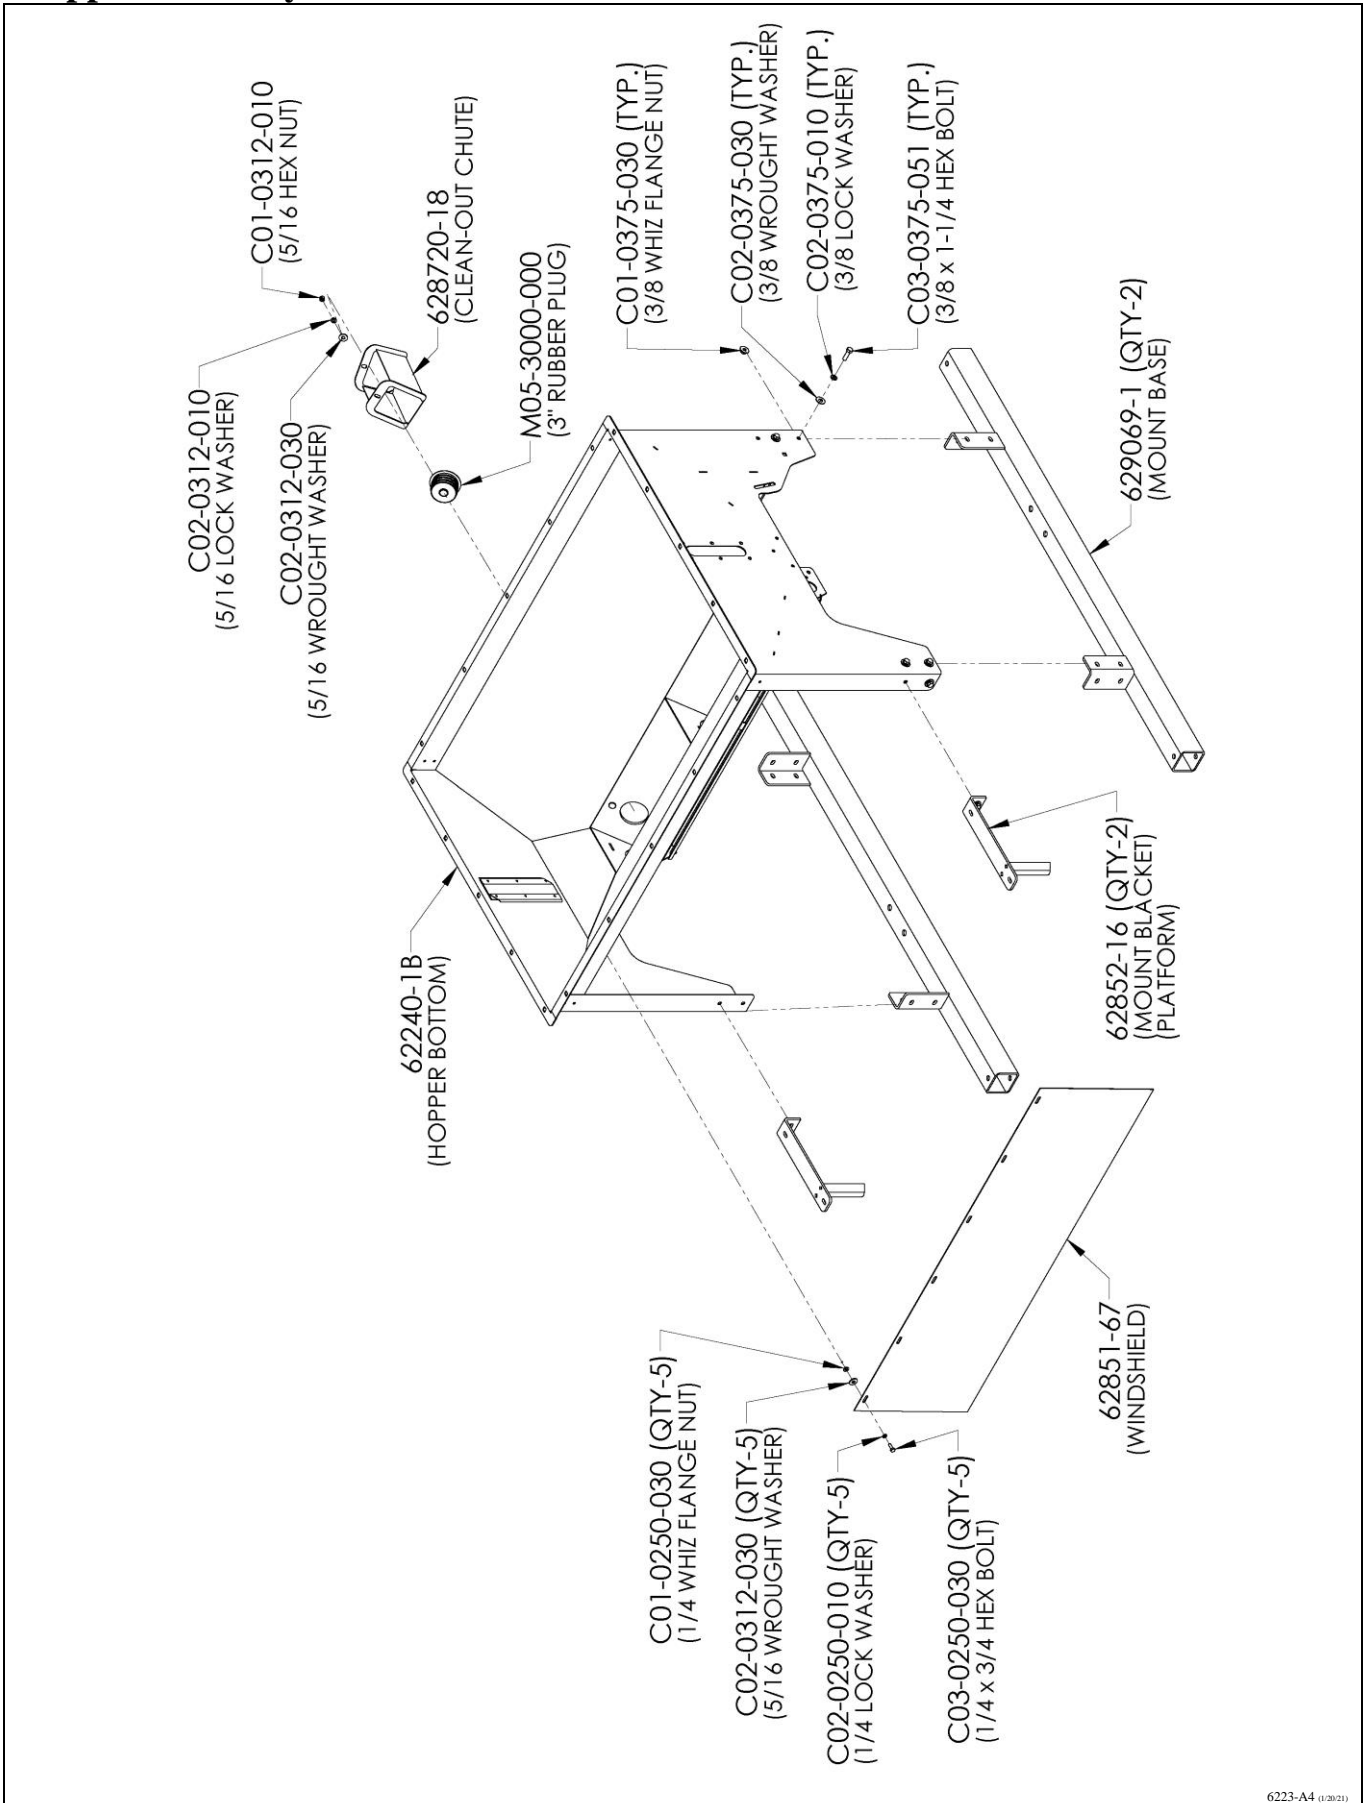 C01-0312-010
(5/16 HEX NUT)
C02-0312-010
(5/16 LOCK WASHER)
C02-0312-030
(5/16 WROUGHT WASHER)
628720-18
(CLEAN-OUT CHUTE)
M05-3000-000
(3" RUBBER PLUG)
C01-0375-030 (TYP.)
(3/8 WHIZ FLANGE NUT)
C02-0375-030 (TYP.)
(3/8 WROUGHT WASHER)
C02-0375-010 (TYP.)
(3/8 LOCK WASHER)
C03-0375-051 (TYP.)
(3/8 x 1-1/4 HEX BOLT)
629069-1 (QTY-2)
(MOUNT BASE)
62240-1B
(HOPPER BOTTOM)
62852-16 (QTY-2)
(MOUNT BLACKET)
(PLATFORM)
C01-0250-030 (QTY-5)
(1/4 WHIZ FLANGE NUT)
C02-0312-030 (QTY-5)
(5/16 WROUGHT WASHER)
C02-0250-010 (QTY-5)
(1/4 LOCK WASHER)
C03-0250-030 (QTY-5)
(1/4 x 3/4 HEX BOLT)
62851-67
(WINDSHIELD)
6223-A4 (1/20/21)